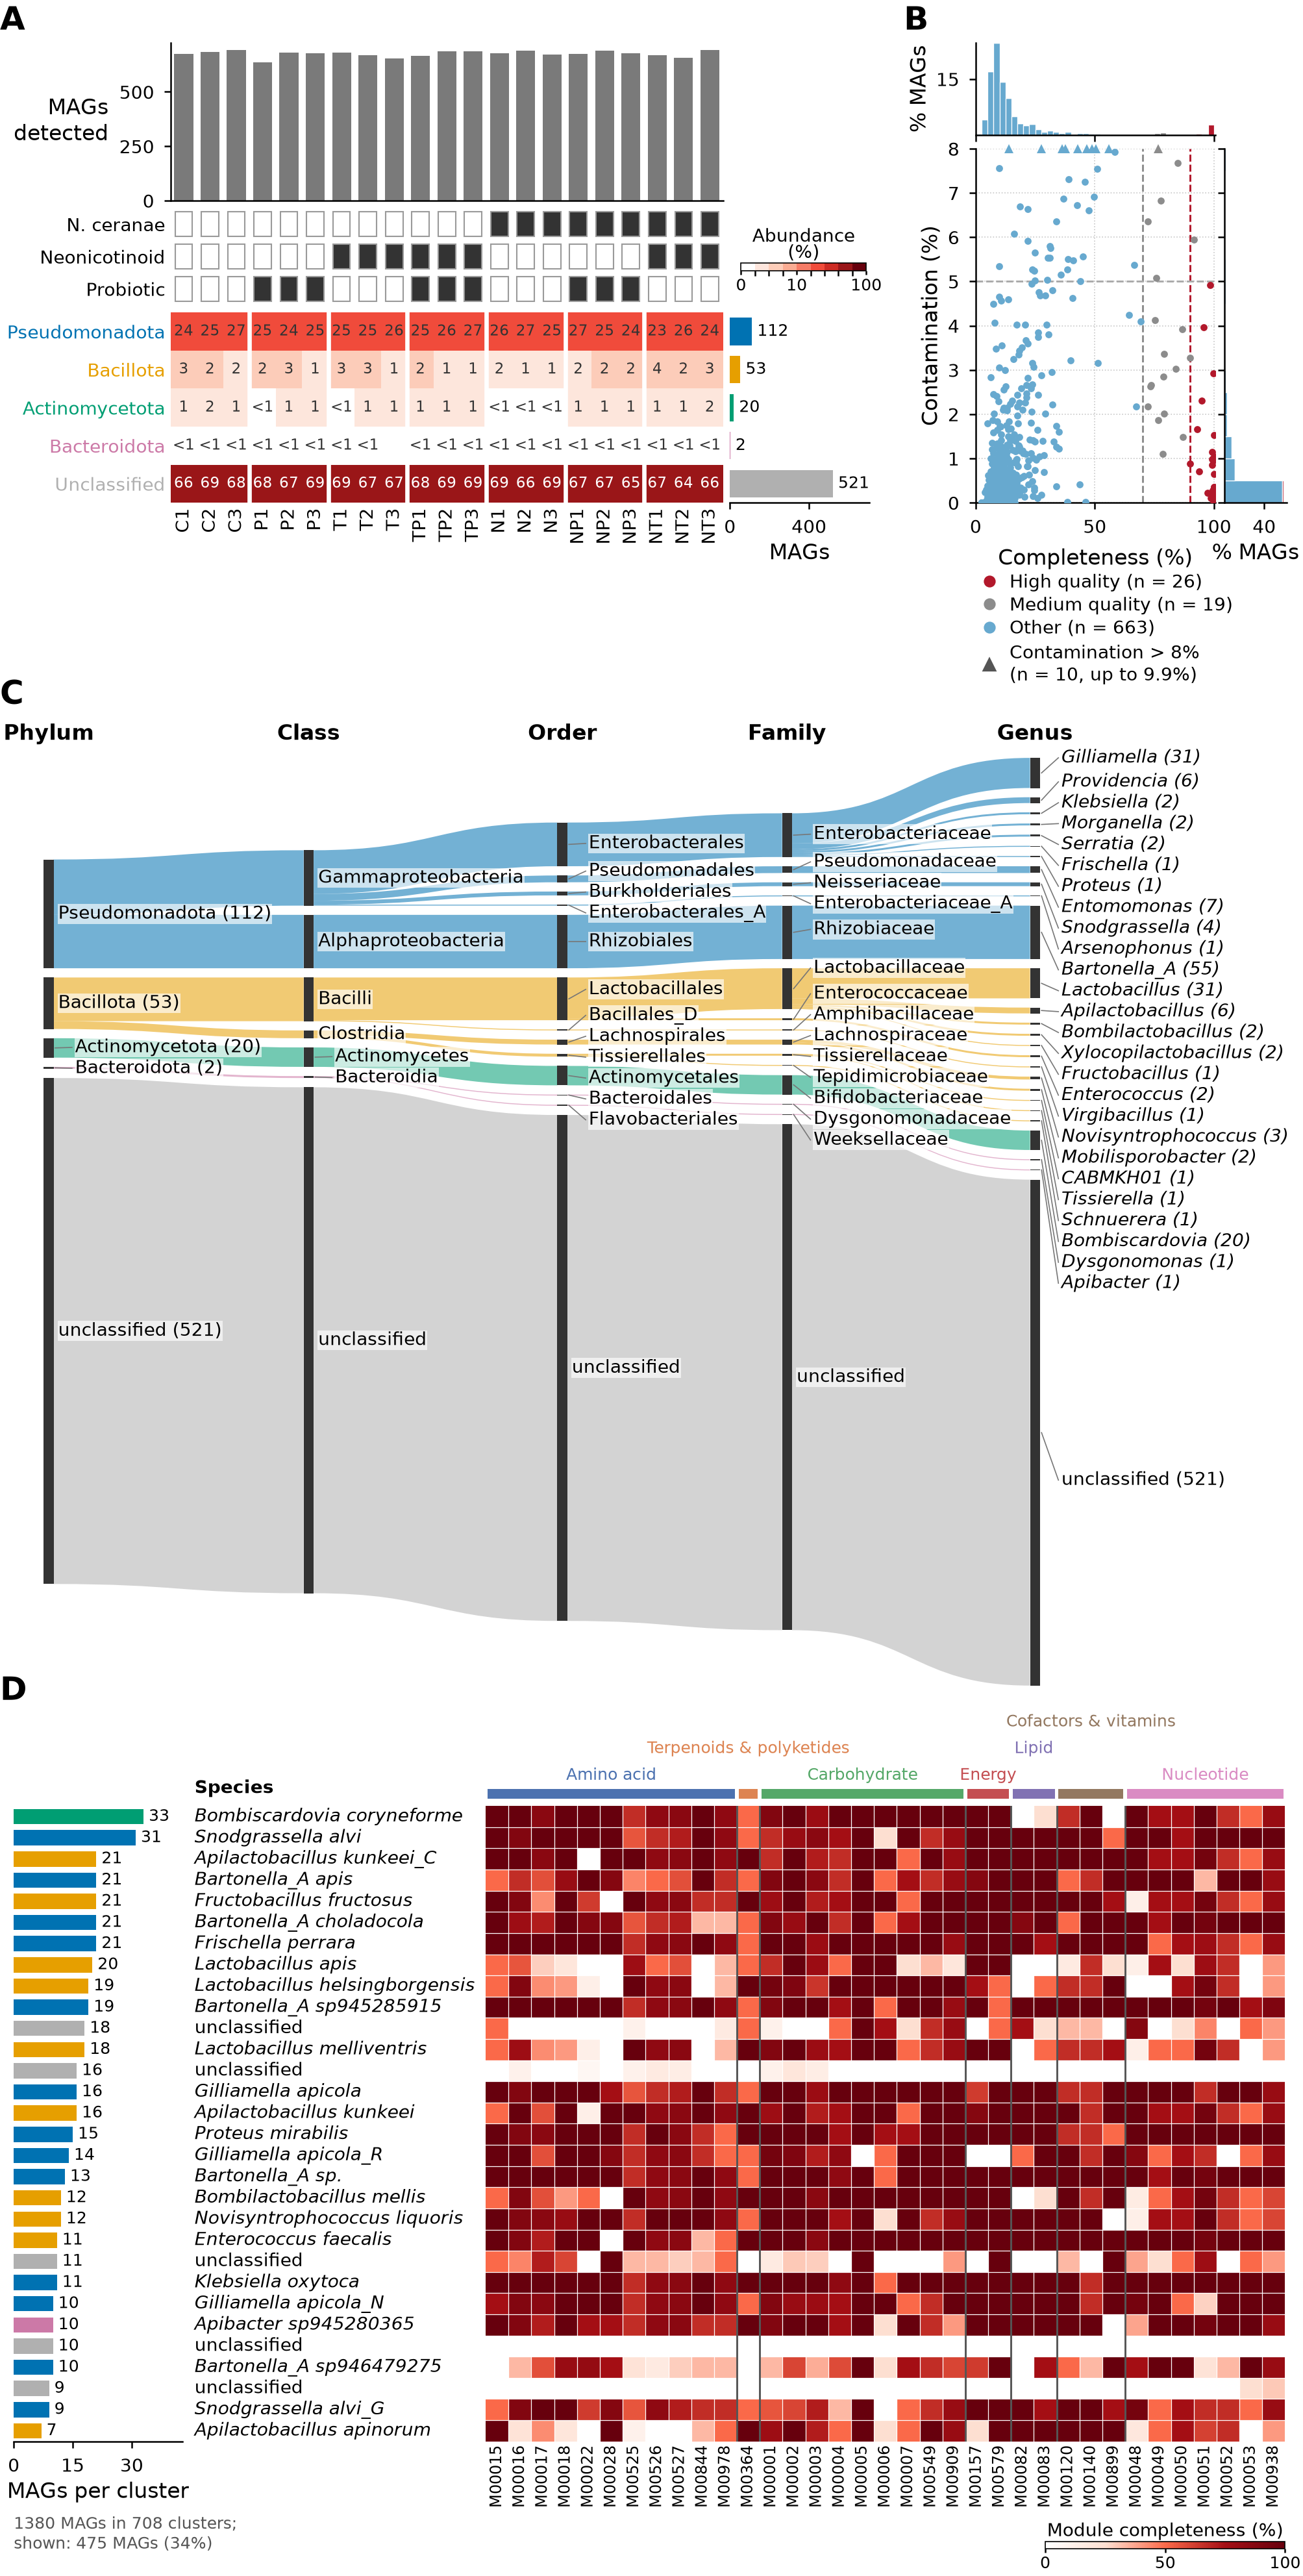 A
MAGs
detected
500
250
0
N. ceranae
Neonicotinoid
Probiotic
Abundance
(%)
0 10 100
Pseudomonota 24 25 27 25 24 25 25 25 26 25 26 27 26 27 25 27 25 24 23 26 24 112
Bacillota 3 2 2 2 3 1 3 3 1 2 1 1 2 1 1 2 2 2 4 2 3 53
Actinomycetota 1 2 1 <1 1 1 <1 1 1 1 1 1 <1 <1 <1 1 1 1 1 1 2 20
Bacteroidota <1 <1 <1 <1 <1 <1 <1 <1 <1 <1 <1 <1 <1 <1 <1 <1 <1 <1 <1 <1 2
Unclassified 66 69 68 68 67 69 69 67 67 68 69 69 69 66 69 67 67 65 67 64 66 521
C1 C2 C3 P1 P2 P3 T1 T2 T3 TP1 TP2 TP3 N1 N2 N3 NP1 NP2 NP3 NT1 NT2 NT3
0 400
MAGs
B
% MAGs
15
Contamination (%)
8
7
6
5
4
3
2
1
0
0 50 100
40
Completeness (%)
% MAGs
High quality (n = 26)
Medium quality (n = 19)
Other (n = 663)
Contamination > 8%
(n = 10, up to 9.9%)
C
Phylum Class Order Family Genus
Pseudomonadota (112)
Bacillota (53)
Actinomycetota (20)
Bacteroidota (2)
unclassified (521)
Gammaproteobacteria
Alphaproteobacteria
Bacilli
Clostridia
Actinomycetes
Bacteroidia
unclassified
Enterobacterales
Pseudomonadales
Burkholderiales
Enterobacterales_A
Rhizobiales
Lactobacillales
Bacillales_D
Lachnospirales
Tissierellales
Actinomycetales
Bacteroidales
Flavobacteriales
unclassified
Enterobacteriaceae
Pseudomonadaceae
Neisseriaceae
Enterobacteriaceae_A
Rhizobiaceae
Lactobacillaceae
Enterococcaceae
Amphibacillaceae
Lachnospiraceae
Tissierellaceae
Tepidimicrobiaceae
Bifidobacteriaceae
Dysgonomonadaceae
Weeksellaceae
unclassified
Gilliamella (31)
Providencia (6)
Klebsiella (2)
Morganella (2)
Serratia (2)
Frischella (1)
Proteus (1)
Entomomonas (7)
Snodgrassella (4)
Arsenophonus (1)
Bartonella_A (55)
Lactobacillus (31)
Apilactobacillus (6)
Bombilactobacillus (2)
Xylocopilactobacillus (2)
Fructobacillus (1)
Enterococcus (2)
Virgibacillus (1)
Novisyntrophococcus (3)
Mobilisporobacter (2)
CABMKH01 (1)
Tissierella (1)
Schnuerera (1)
Bombiscardovia (20)
Dysgonomonas (1)
Apibacter (1)
unclassified (521)
D
Cofactors & vitamins
Terpenoids & polyketides Lipid
Amino acid Carbohydrate Energy Nucleotide
Species
33 Bombiscardovia coryneforme
31 Snodgrassella alvi
21 Apilactobacillus kunkeei_C
21 Bartonella_A apis
21 Fructobacillus fructosus
21 Bartonella_A choladocola
21 Frischella perrara
20 Lactobacillus apis
19 Lactobacillus helsingborgensis
19 Bartonella_A sp945285915
18 unclassified
18 Lactobacillus melliventris
16 unclassified
16 Gilliamella apicola
16 Apilactobacillus kunkeei
15 Proteus mirabilis
14 Gilliamella apicola_R
13 Bartonella_A sp.
12 Bombilactobacillus mellis
12 Novisyntrophococcus liquoris
11 Enterococcus faecalis
11 unclassified
11 Klebsiella oxytoca
10 Gilliamella apicola_N
10 Apibacter sp945280365
10 unclassified
10 Bartonella_A sp946479275
9 unclassified
9 Snodgrassella alvi_G
7 Apilactobacillus apinorum
0 15 30
MAGs per cluster
M00015 M00016 M00017 M00018 M00022 M00028 M00525 M00526 M00527 M00844 M00978 M00364 M00001 M00002 M00003 M00004 M00005 M00006 M00007 M00549 M00909 M00157 M00579 M00082 M00083 M00120 M00140 M00899 M00048 M00049 M00050 M00051 M00052 M00053 M00938
1380 MAGs in 708 clusters;
shown: 475 MAGs (34%)
Module completeness (%)
0 50 100